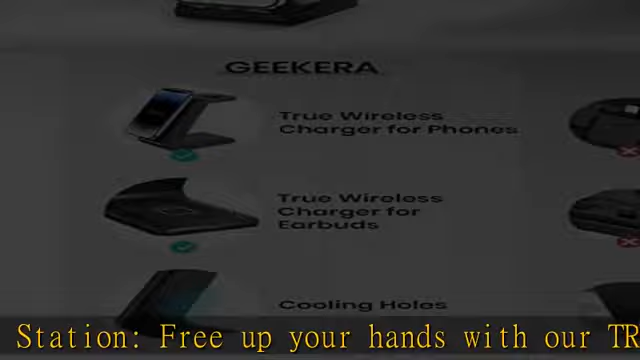 GEEKERA
True Wireless
Charger for Phones
True Wireless
Charger for
Earbuds
Cooling Holes
Station: Free up your hands with our TR